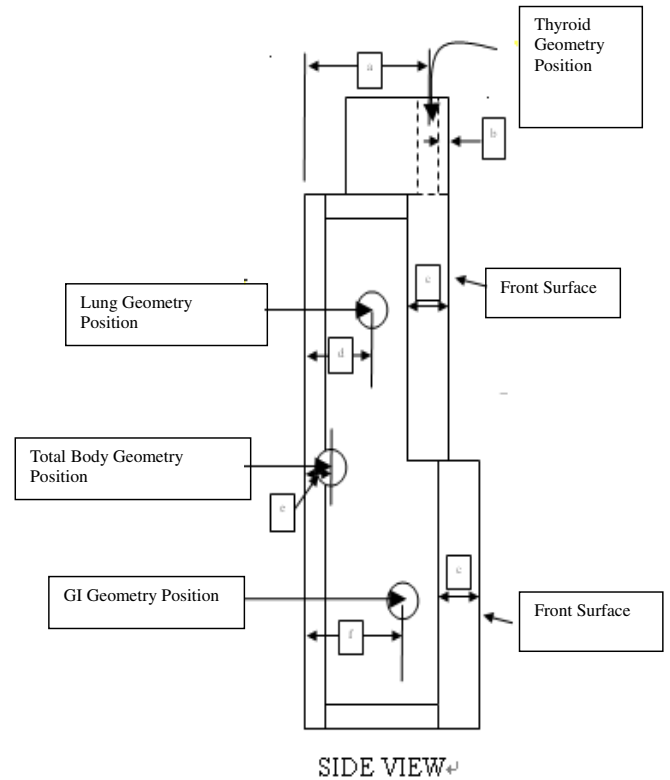 Thyroid
Geometry
Position
a
b
Lung Geometry
Position
c
Front Surface
d
Total Body Geometry
Position
e
c
GI Geometry Position
Front Surface
f
SIDE VIEW↵